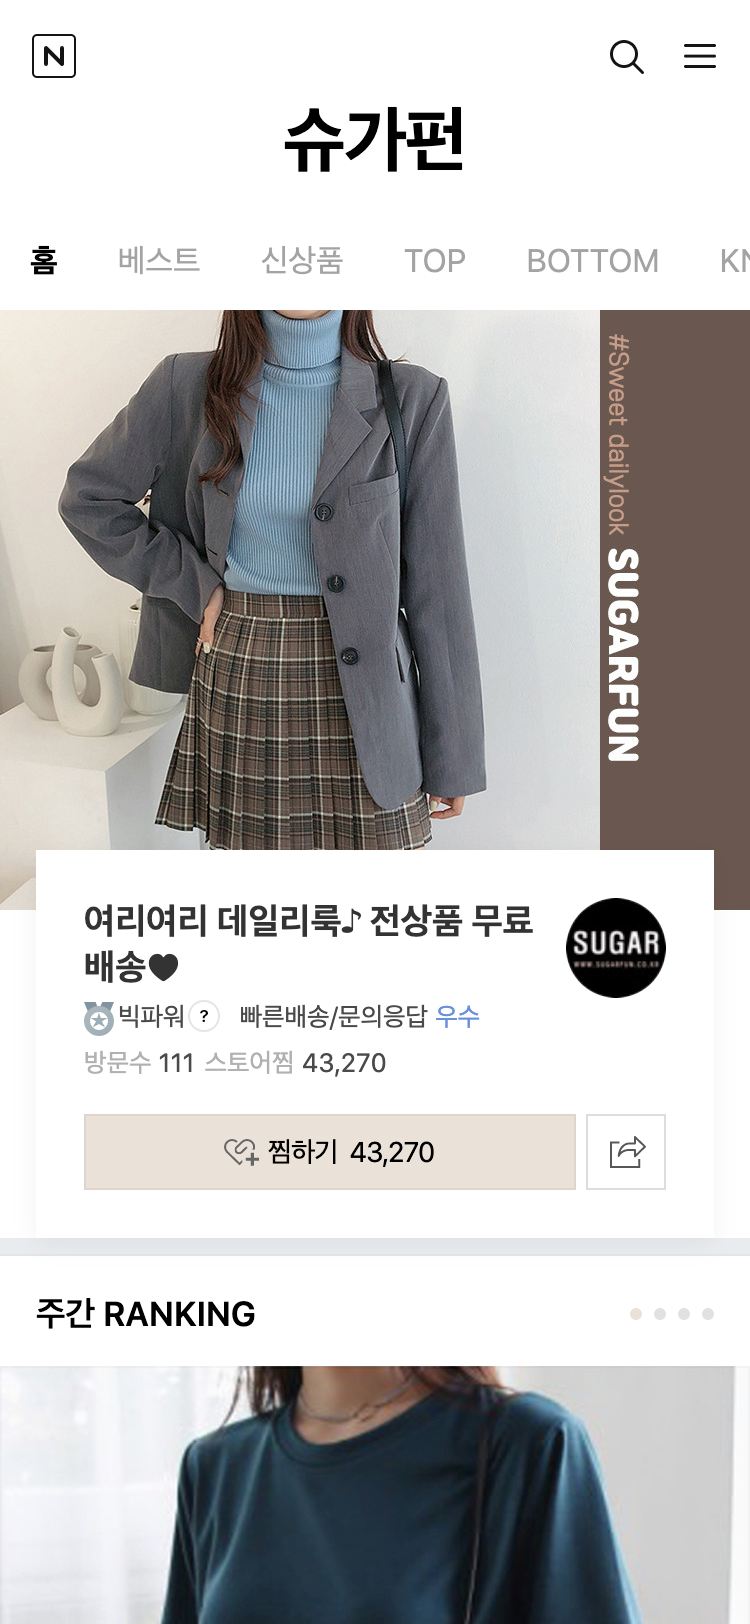 N
슈가펀
홈 베스트 신상품 TOP BOTTOM KN
#Sweet dailylook SUGARFUN
여리여리 데일리룩♪ 전상품 무료
배송♥
SUGAR
WWW.SUGARFUN.CO.KR
빅파워 ? 빠른배송/문의응답 우수
방문수 111 스토어찜 43,270
찜하기 43,270
주간 RANKING